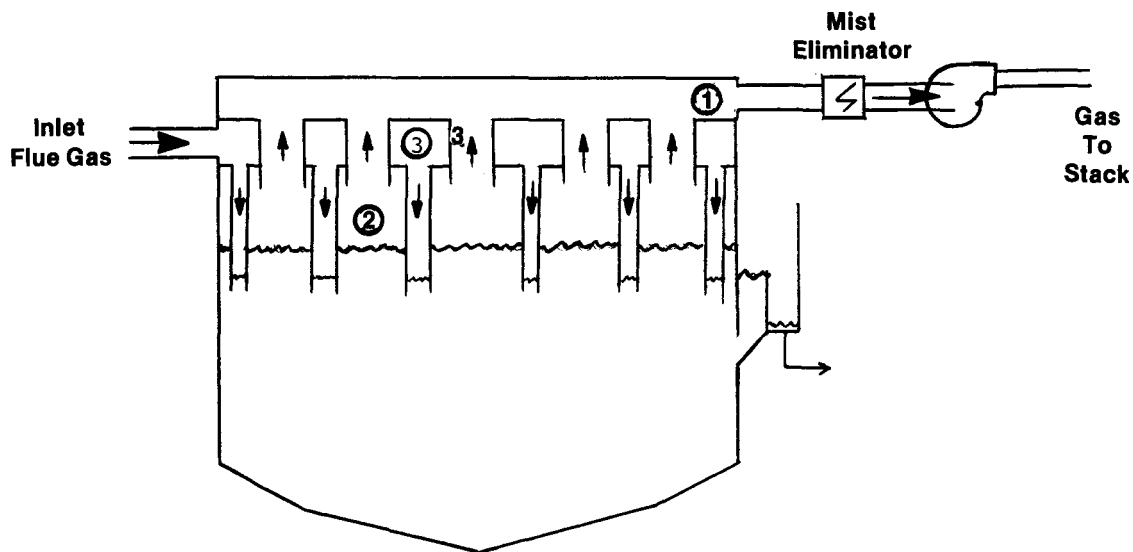 Mist
Eliminator
①
Inlet
Flue Gas
③ 3
Gas
To
Stack
②